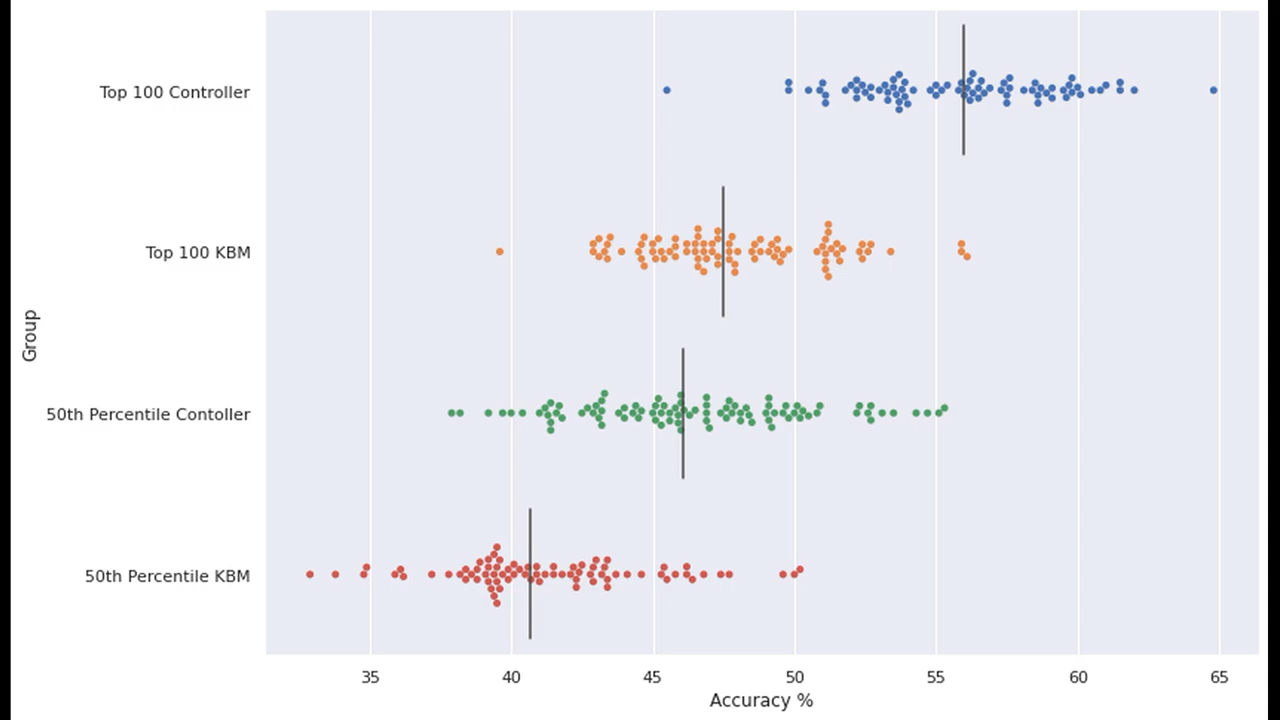 Top 100 Controller
Top 100 KBM
Group
50th Percentile Contoller
50th Percentile KBM
35 40 45 50 55 60 65
Accuracy %